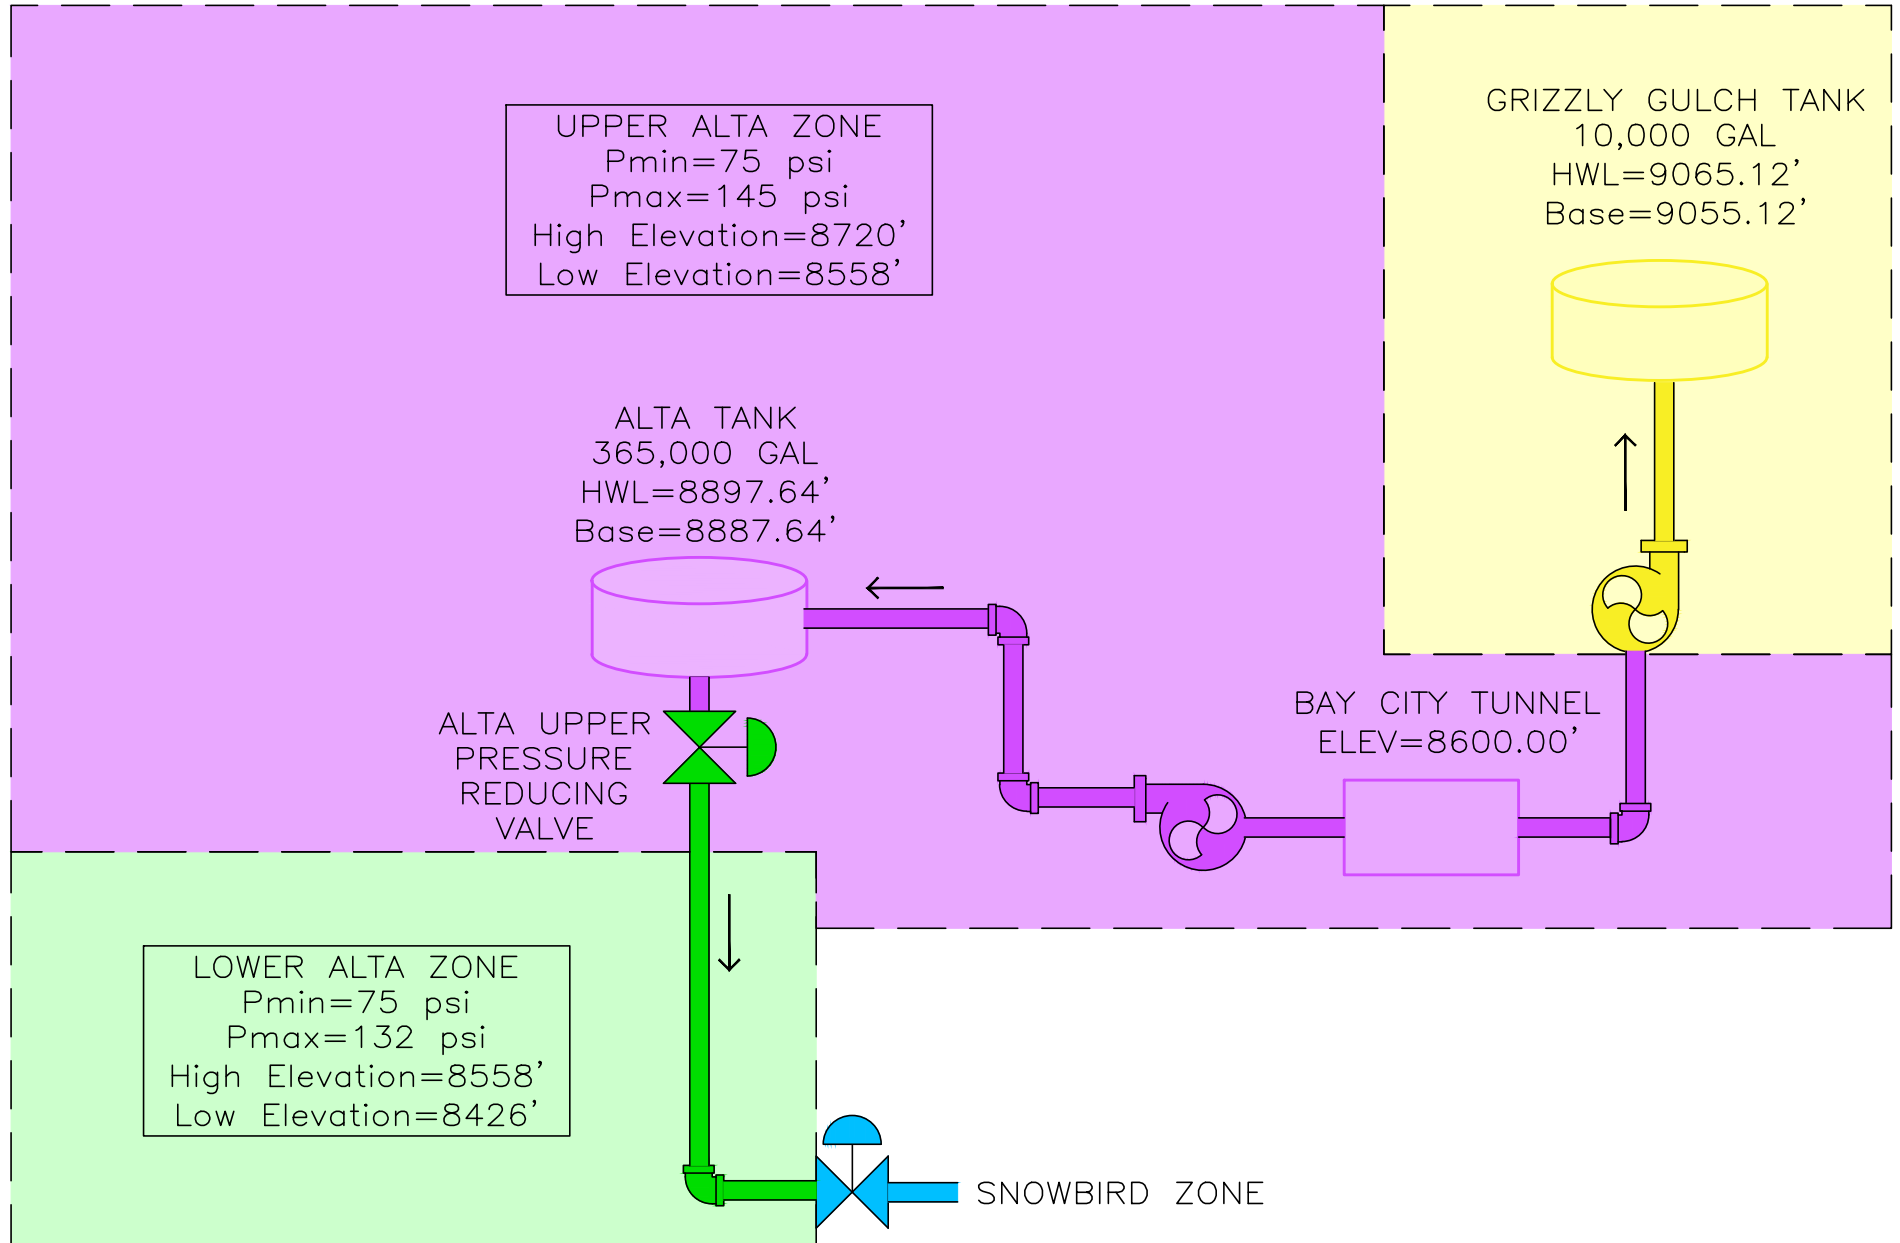 UPPER ALTA ZONE
Pmin=75 psi
Pmax=145 psi
High Elevation=8720'
Low Elevation=8558'
GRIZZLY GULCH TANK
10,000 GAL
HWL=9065.12'
Base=9055.12'
ALTA TANK
365,000 GAL
HWL=8897.64'
Base=8887.64'
ALTA UPPER
PRESSURE
REDUCING
VALVE
BAY CITY TUNNEL
ELEV=8600.00'
LOWER ALTA ZONE
Pmin=75 psi
Pmax=132 psi
High Elevation=8558'
Low Elevation=8426'
SNOWBIRD ZONE